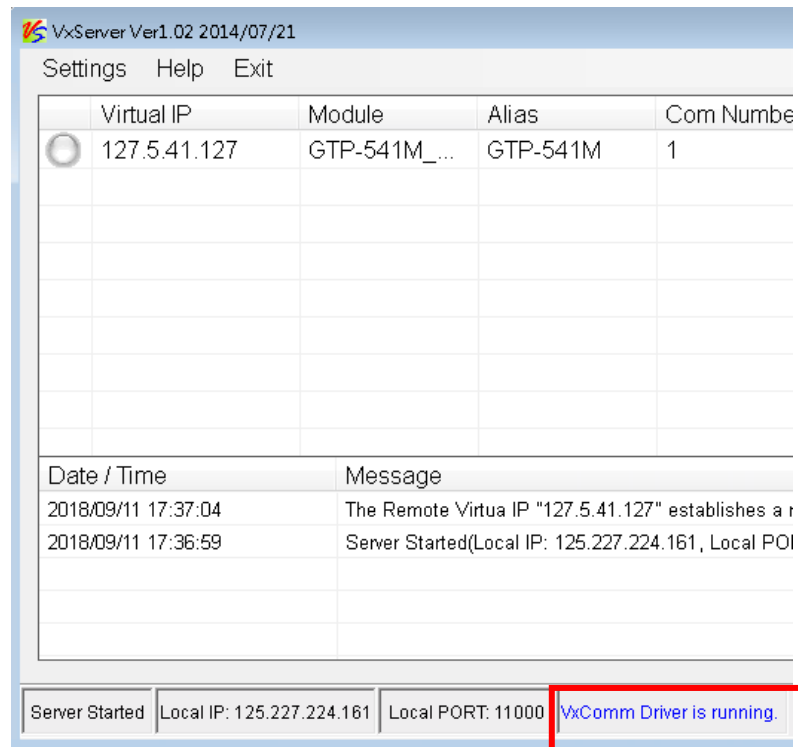 VxServer Ver1.02 2014/07/21
Settings Help Exit
Virtual IP Module Alias Com Numbe
127.5.41.127 GTP-541M_... GTP-541M 1
Date / Time Message
2018/09/11 17:37:04 The Remote Virtua IP "127.5.41.127" establishes a
2018/09/11 17:36:59 Server Started(Local IP: 125.227.224.161, Local PO
Server Started Local IP: 125.227.224.161 Local PORT: 11000 VxComm Driver is running.